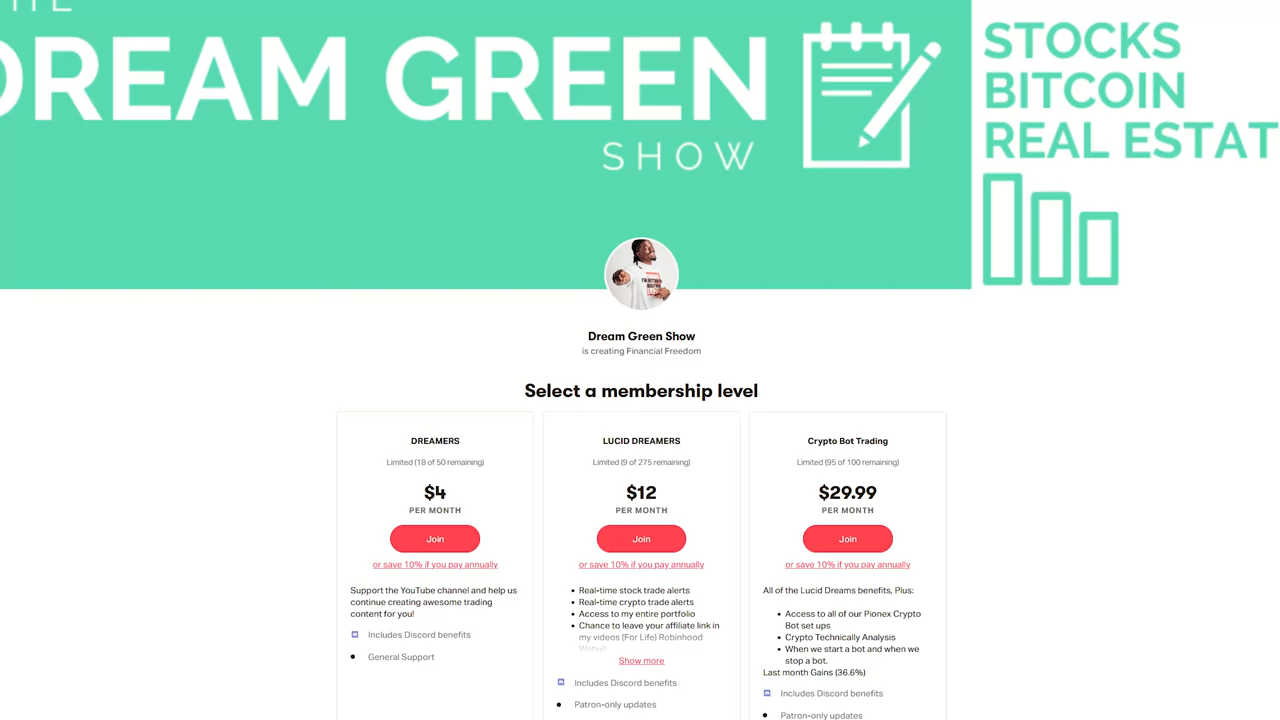 DREAM GREEN
SHOW
STOCKS
BITCOIN
REAL ESTAT
Dream Green Show
is creating Financial Freedom
Select a membership level
DREAMERS
Limited (18 of 50 remaining)
$4
PER MONTH
Join
or save 10% if you pay annually
Support the YouTube channel and help us
continue creating awesome trading
content for you!
Includes Discord benefits
General Support
LUCID DREAMERS
Limited (9 of 275 remaining)
$12
PER MONTH
Join
or save 10% if you pay annually
Real-time stock trade alerts
Real-time crypto trade alerts
Access to my entire portfolio
Chance to leave your affiliate link in
my videos (For Life) Robinhood
Webull
Show more
Includes Discord benefits
Patron-only updates
Crypto Bot Trading
Limited (95 of 100 remaining)
$29.99
PER MONTH
Join
or save 10% if you pay annually
All of the Lucid Dreams benefits, Plus:
Access to all of our Pionex Crypto
Bot set ups
Crypto Technically Analysis
When we start a bot and when we
stop a bot.
Last month Gains (36.6%)
Includes Discord benefits
Patron-only updates